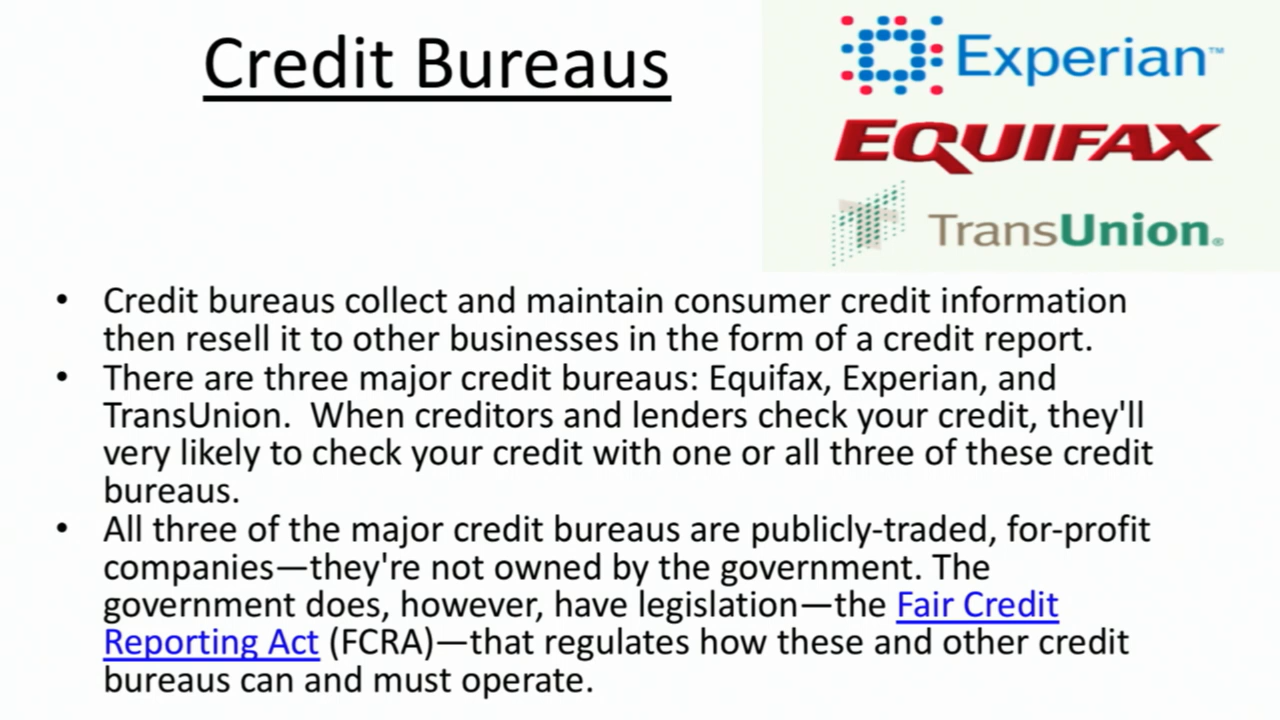 Credit Bureaus
Experian™
EQUIFAX
TransUnion®
• Credit bureaus collect and maintain consumer credit information
then resell it to other businesses in the form of a credit report.
• There are three major credit bureaus: Equifax, Experian, and
TransUnion.  When creditors and lenders check your credit, they'll
very likely to check your credit with one or all three of these credit
bureaus.
• All three of the major credit bureaus are publicly-traded, for-profit
companies—they're not owned by the government. The
government does, however, have legislation—the Fair Credit
Reporting Act (FCRA)—that regulates how these and other credit
bureaus can and must operate.